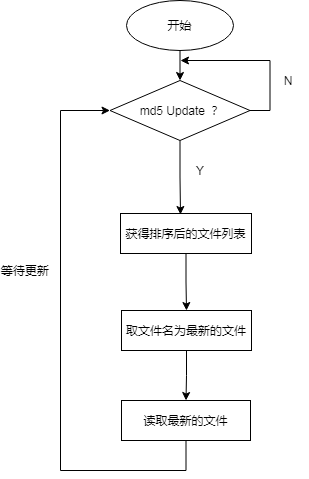 开始
N
md5 Update ？
Y
获得排序后的文件列表
等待更新
取文件名为最新的文件
读取最新的文件